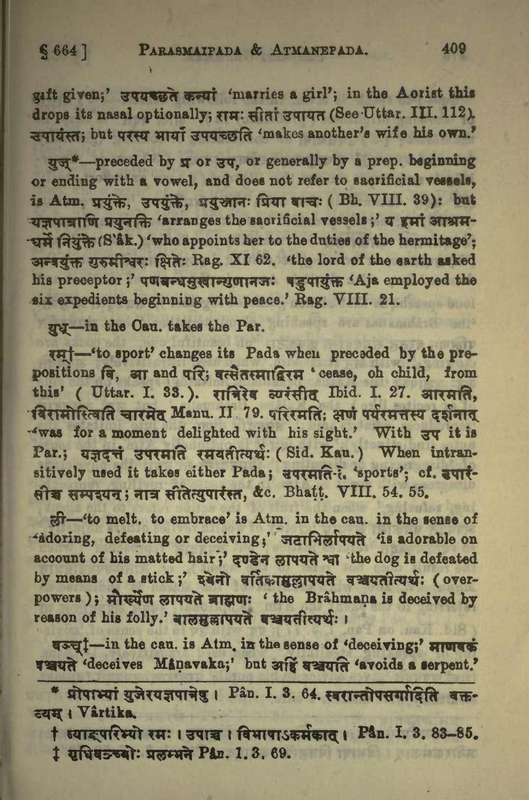 § 664 ] PARASMAIPADA & ATMANEPADA. 409
gift given;' उपयच्छते कन्यां 'marries a girl'; in the Aorist this
drops its nasal optionally; रामः सीतां उपायत (See Uttar. III. 112).
उपायंस्त; but परस्य भार्यां उपयच्छति 'makes another's wife his own.'
युज्*—preceded by प्र or उप, or generally by a prep. beginning
or ending with a vowel, and does not refer to sacrificial vessels,
is Atm. प्रयुंक्ते, उपयुंक्ते, प्रयुञ्जानः प्रिया वाचः ( Bh. VIII. 39): but
यज्ञपात्राणि प्रयुनक्ति 'arranges the sacrificial vessels;' य इमां आश्रम-
धर्मे नियुंक्ते (S'âk.) 'who appoints her to the duties of the hermitage';
अन्वयुंक्त गुरुमीश्वरः क्षितेः Rag. XI 62. 'the lord of the earth asked
his preceptor;' पणबन्धमुखान्गुणानजः षडुपायुंक्त 'Aja employed the
six expedients beginning with peace.' Rag. VIII. 21.
युध्—in the Cau. takes the Par.
रम्†—'to sport' changes its Pada when preceded by the pre-
positions वि, आ and परि; वत्सैतस्माद्विरम 'cease, oh child, from
this' ( Uttar. I. 33.). रात्रिरेव व्यरंसीत् Ibid. I. 27. आरमति,
विरामोस्त्विति चारमेत् Manu. II 79. परिरमति; क्षणं पर्यरमत्तस्य दर्शनात्
'was for a moment delighted with his sight.' With उप it is
Par.; यज्ञदत्तं उपरमति रमयतीत्यर्थः ( Sid. Kau. ) When intran-
sitively used it takes either Pada; उपरमति-ते. 'sports'; cf. उपारं-
सीच्च सम्पश्यन्; नात्र सीतेत्युपारंस्त, &c. Bhaṭṭ. VIII. 54. 55.
ली—'to melt. to embrace' is Atm. in the cau. in the sense of
'adoring, defeating or deceiving;' जटाभिर्लापयते 'is adorable on
account of his matted hair;' दण्डेन लापयते श्वा 'the dog is defeated
by means of a stick;' श्येनो वर्तिकामुल्लापयते वञ्चयतीत्यर्थः (over-
powers ); मौर्ख्येण लापयते ब्राह्मणः ' the Brâhmaṇa is deceived by
reason of his folly.' बालमुल्लापयते वञ्चयतीत्यर्थः ।
वञ्च्‡—in the cau. is Atm. in the sense of 'deceiving;' माणवकं
वञ्चयते 'deceives Mâṇavaka;' but अहिं वञ्चयति 'avoids a serpent.'
* प्रोपाभ्यां युजेरयज्ञपात्रेषु । Pân. I. 3. 64. स्वरान्तोपसर्गादिति वक्त-
व्यम् । Vârtika.
† व्याङ्परिभ्यो रमः । उपाच्च । विभाषाऽकर्मकात् । Pân. I. 3. 83-85.
‡ गृधिवञ्च्योः प्रलम्भने Pân. 1. 3. 69.